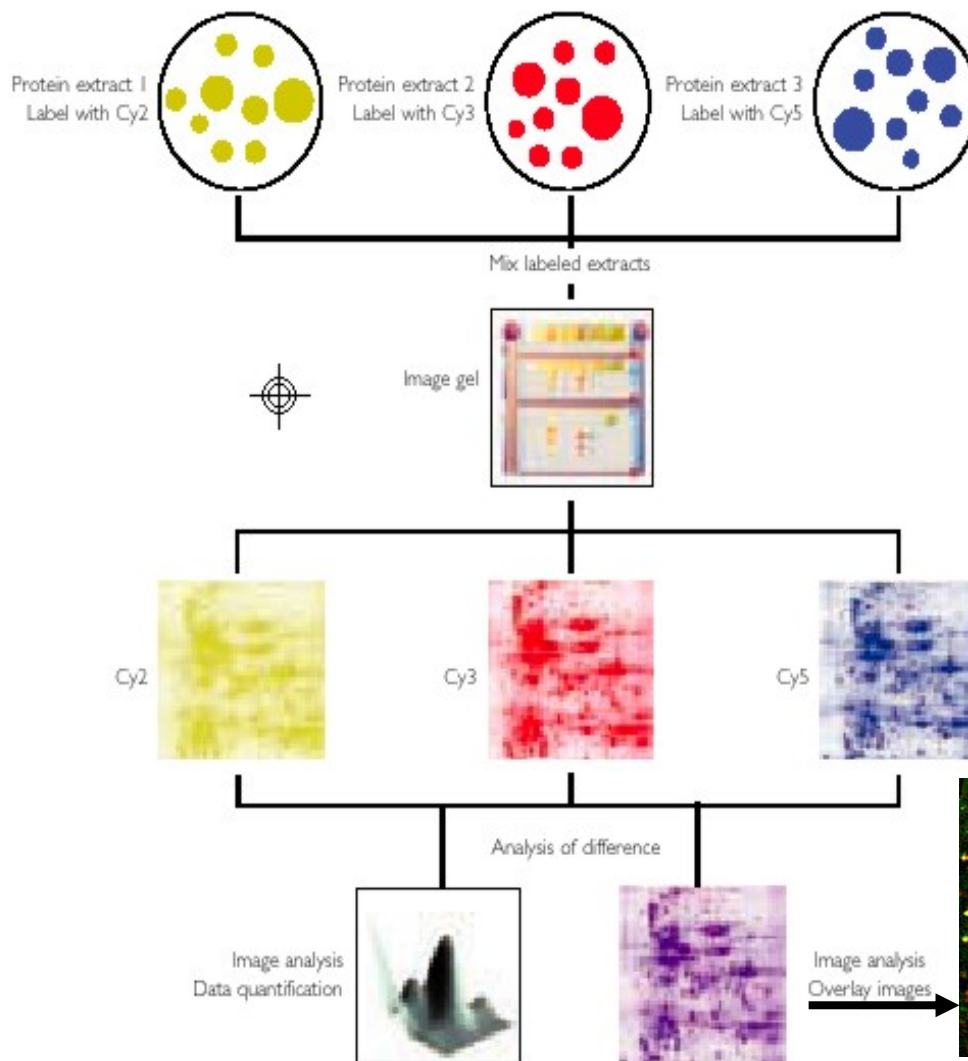 Protein extract 1
Label with Cy2
Protein extract 2
Label with Cy3
Protein extract 3
Label with Cy5
Mix labeled extracts
Image gel
Cy2
Cy3
Cy5
Analysis of difference
Image analysis
Data quantification
Image analysis
Overlay images